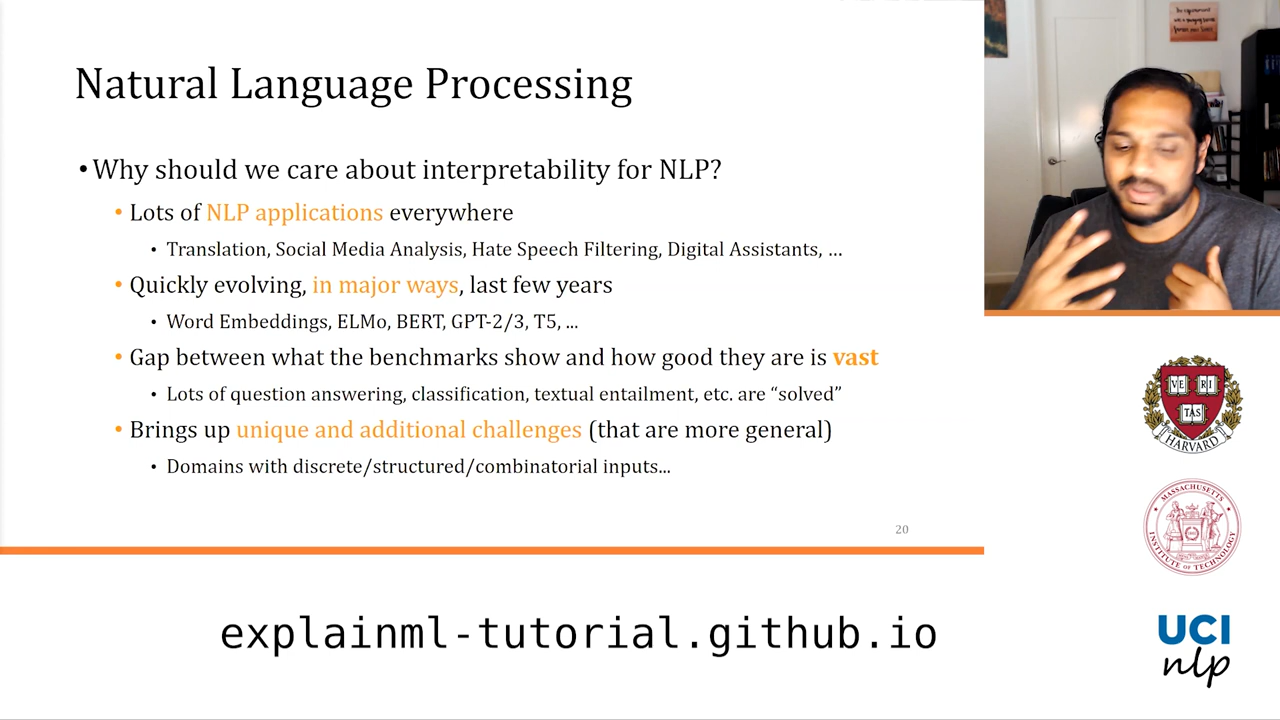 Natural Language Processing
• Why should we care about interpretability for NLP?
• Lots of NLP applications everywhere
• Translation, Social Media Analysis, Hate Speech Filtering, Digital Assistants, ...
• Quickly evolving, in major ways, last few years
• Word Embeddings, ELMo, BERT, GPT-2/3, T5, ...
• Gap between what the benchmarks show and how good they are is vast
• Lots of question answering, classification, textual entailment, etc. are “solved”
• Brings up unique and additional challenges (that are more general)
• Domains with discrete/structured/combinatorial inputs...
20
explainml-tutorial.github.io
VE RI
TAS
HARVARD
MASSACHUSETTS
INSTITUTE OF TECHNOLOGY
UCI
nlp